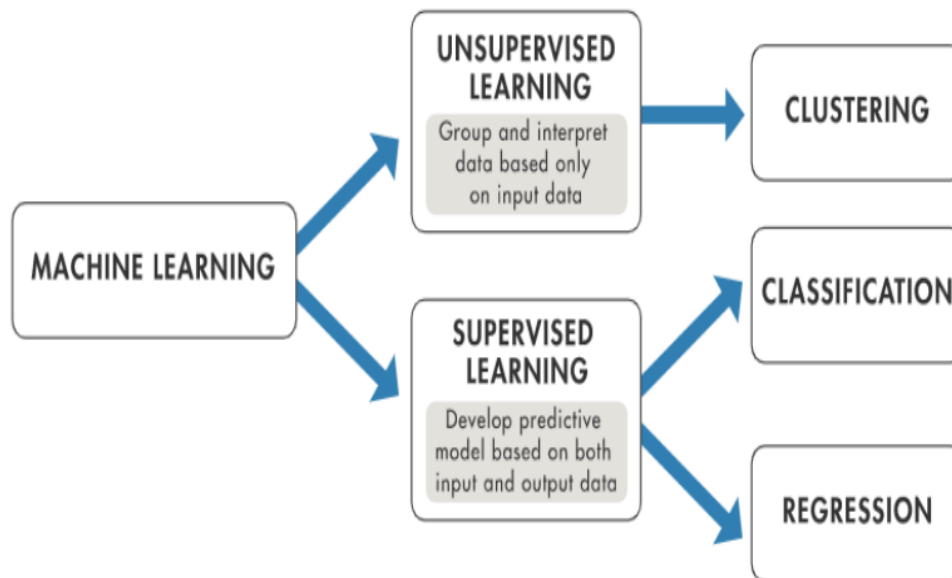 MACHINE LEARNING
UNSUPERVISED
LEARNING
Group and interpret
data based only
on input data
CLUSTERING
SUPERVISED
LEARNING
Develop predictive
model based on both
input and output data
CLASSIFICATION
REGRESSION